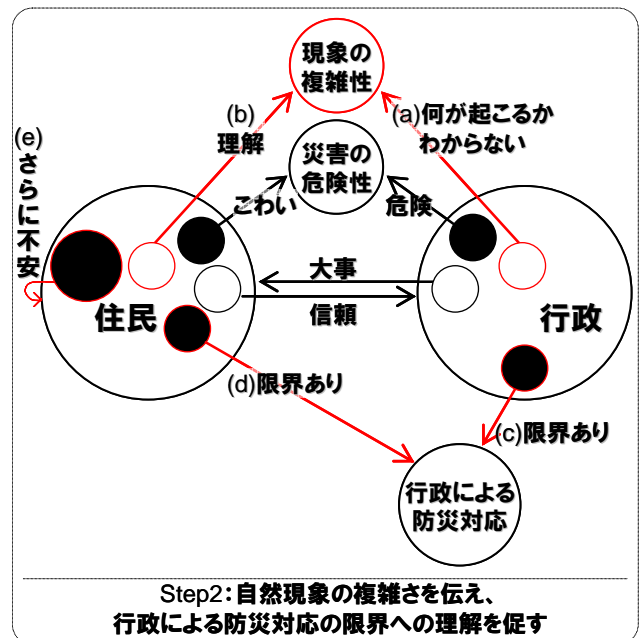 現象の
複雑性
(a)何が起こるか
わからない
(b)
理解
災害の
危険性
(e)
さらに不安
こわい
危険
大事
信頼
住民
行政
(d)限界あり
(c)限界あり
行政による
防災対応
Step2:自然現象の複雑さを伝え、
行政による防災対応の限界への理解を促す